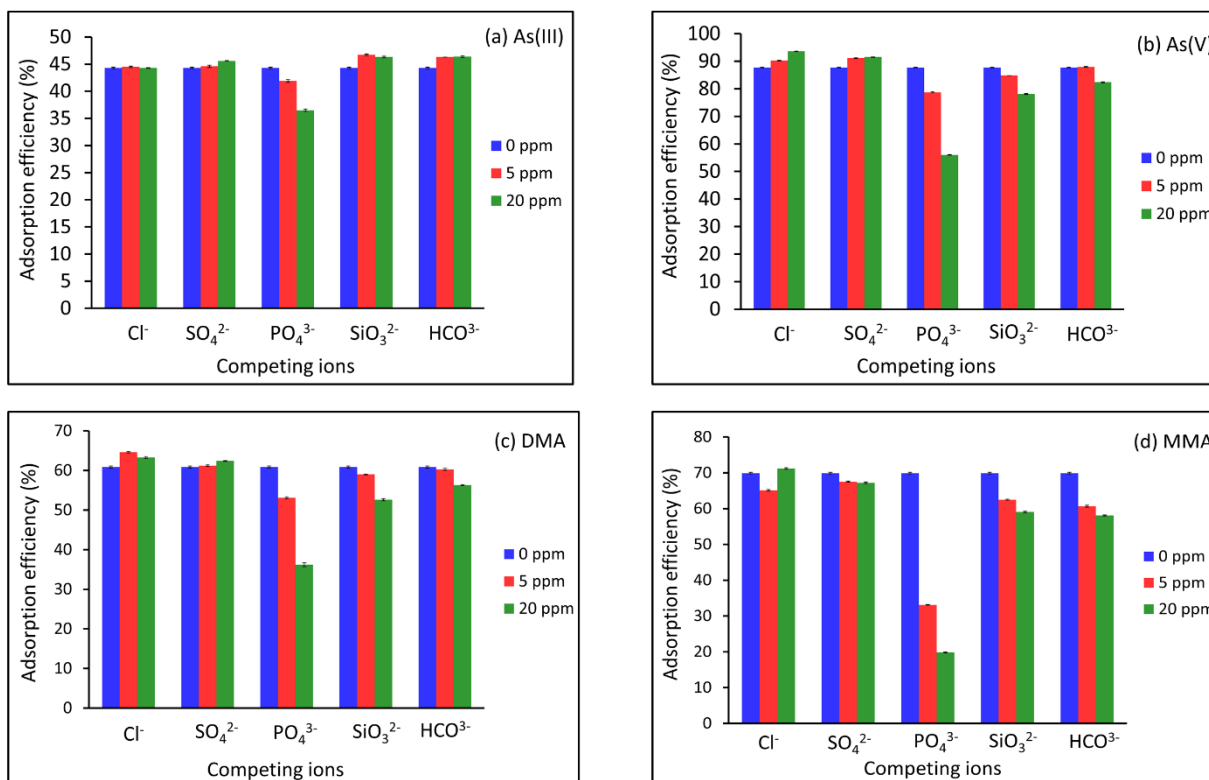 (a) As(III)
Adsorption efficiency (%)
50
45
40
35
30
25
20
15
10
5
0
0 ppm
5 ppm
20 ppm
Cl⁻ SO₄²⁻ PO₄³⁻ SiO₃²⁻ HCO³⁻
Competing ions
(b) As(V)
Adsorption efficiency (%)
100
90
80
70
60
50
40
30
20
10
0
0 ppm
5 ppm
20 ppm
Cl⁻ SO₄²⁻ PO₄³⁻ SiO₃²⁻ HCO³⁻
Competing ions
(c) DMA
Adsorption efficiency (%)
70
60
50
40
30
20
10
0
0 ppm
5 ppm
20 ppm
Cl⁻ SO₄²⁻ PO₄³⁻ SiO₃²⁻ HCO³⁻
Competing ions
(d) MMA
Adsorption efficiency (%)
80
70
60
50
40
30
20
10
0
0 ppm
5 ppm
20 ppm
Cl⁻ SO₄²⁻ PO₄³⁻ SiO₃²⁻ HCO³⁻
Competing ions